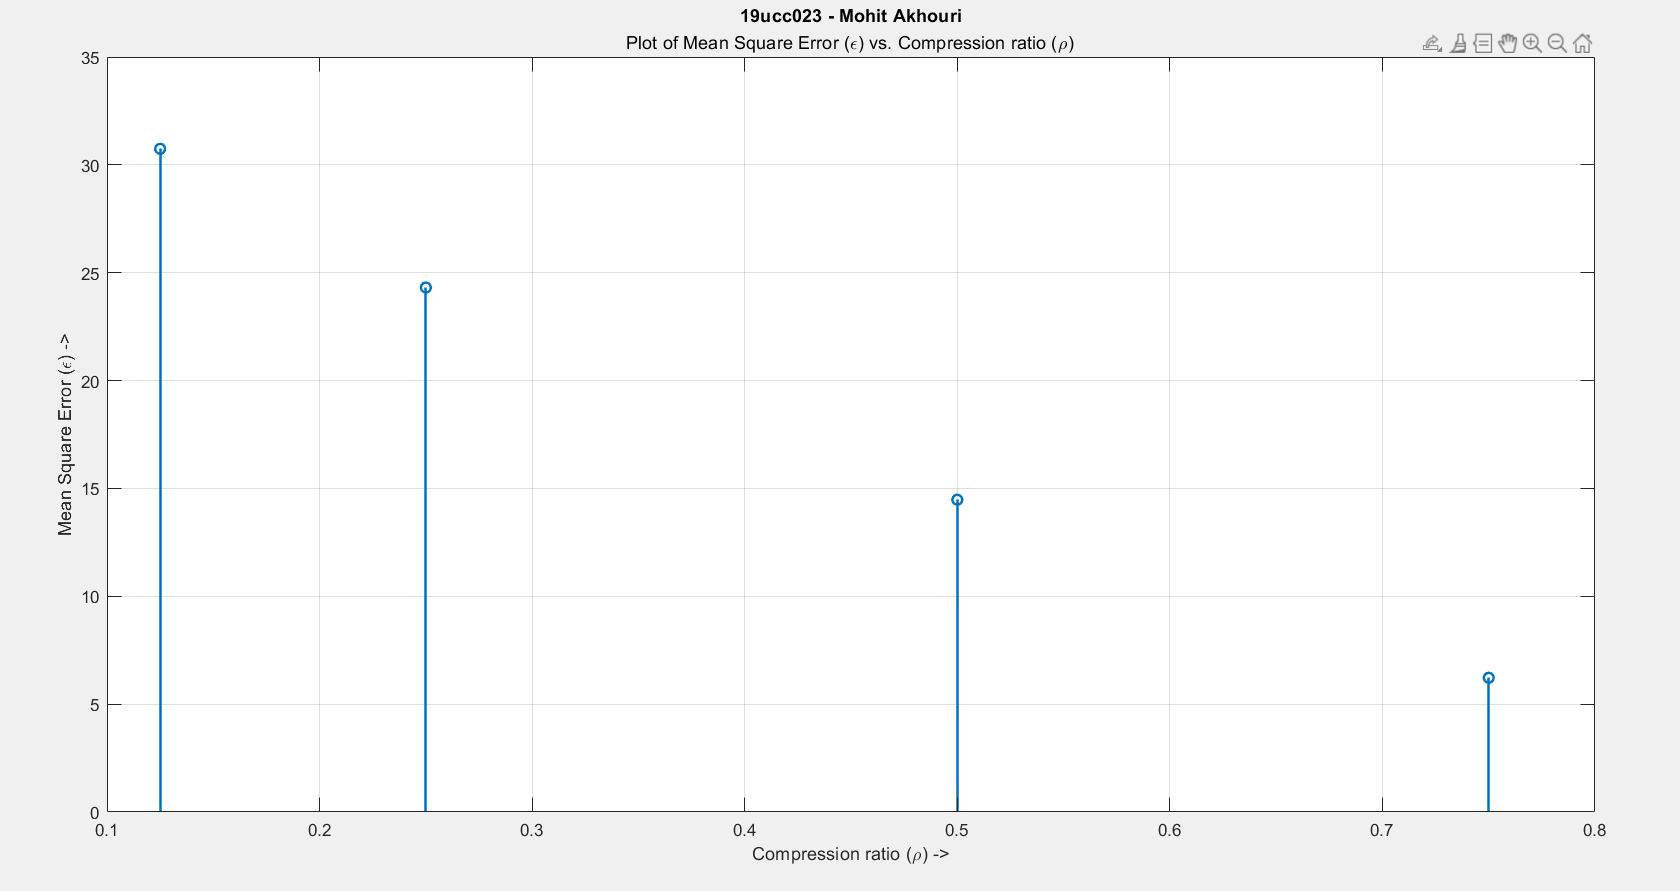 19ucc023 - Mohit Akhouri
Plot of Mean Square Error (ϵ) vs. Compression ratio (ρ)
35
30
25
20
15
10
5
0
Mean Square Error (ϵ) ->
0.1 0.2 0.3 0.4 0.5 0.6 0.7 0.8
Compression ratio (ρ) ->